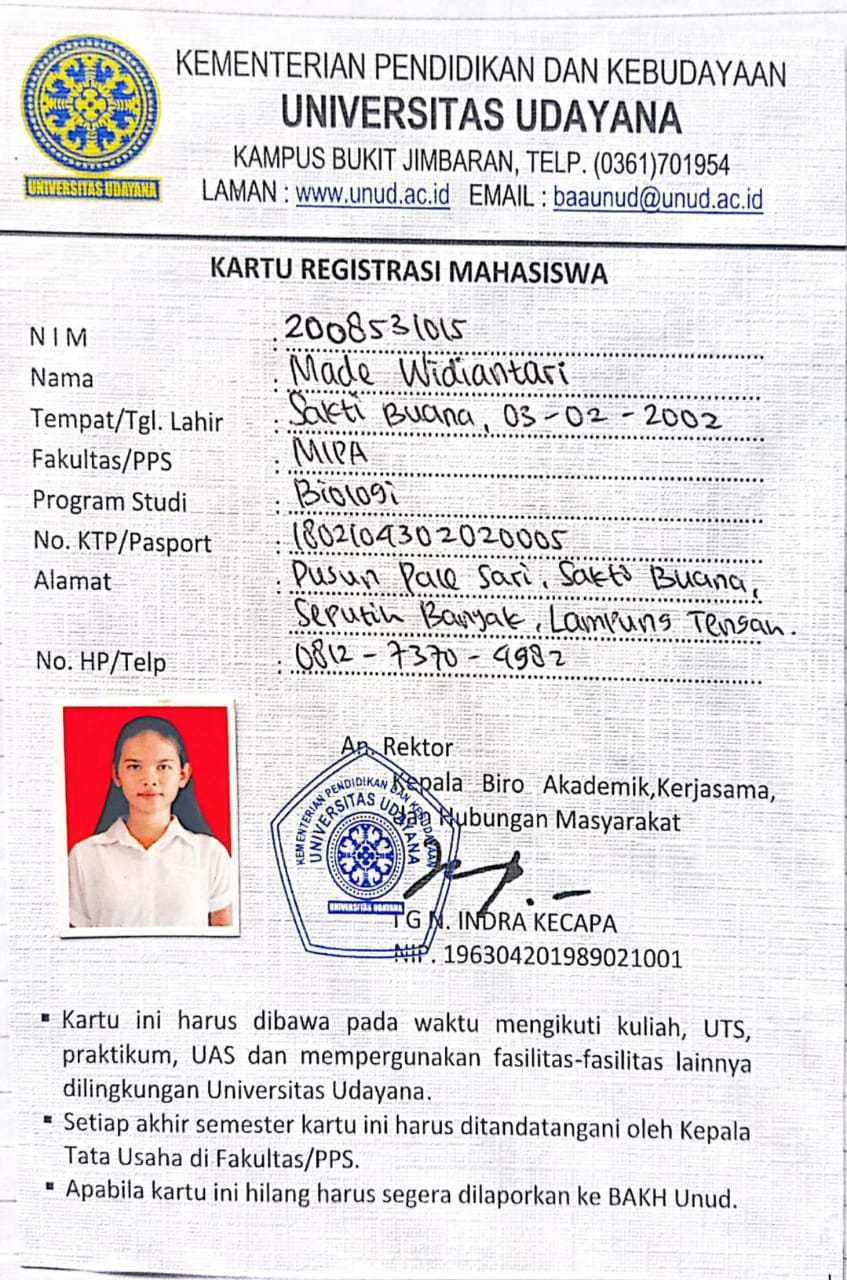 UNIVERSITAS UDAYANA
KEMENTERIAN PENDIDIKAN DAN KEBUDAYAAN
UNIVERSITAS UDAYANA
KAMPUS BUKIT JIMBARAN, TELP. (0361)701954
LAMAN : www.unud.ac.id EMAIL : baaunud@unud.ac.id
KARTU REGISTRASI MAHASISWA
N I M : 2008531015
Nama : Made Widiantari
Tempat/Tgl. Lahir : Sakti Buana, 03-02-2002
Fakultas/PPS : MIPA
Program Studi : Biologi
No. KTP/Pasport : 1802104302020005
Alamat : Dusun Pale Sari, Sakti Buana,
Seputih Banyak, Lampung Tengah.
No. HP/Telp : 0812-7370-4982
An. Rektor
Kepala Biro Akademik,Kerjasama,
dan Hubungan Masyarakat
KEMENTERIAN PENDIDIKAN DAN KEBUDAYAAN
UNIVERSITAS UDAYANA
UNIVERSITAS UDAYANA
I G N. INDRA KECAPA
NIP. 196304201989021001
▪ Kartu ini harus dibawa pada waktu mengikuti kuliah, UTS,
praktikum, UAS dan mempergunakan fasilitas-fasilitas lainnya
dilingkungan Universitas Udayana.
▪ Setiap akhir semester kartu ini harus ditandatangani oleh Kepala
Tata Usaha di Fakultas/PPS.
▪ Apabila kartu ini hilang harus segera dilaporkan ke BAKH Unud.